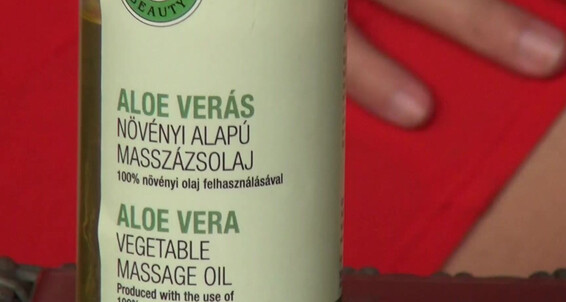 BEAUTY
ALOE VERÁS
NÖVÉNYI ALAPÚ
MASSZÁZSOLAJ
100% növényi olaj felhasználásával
ALOE VERA
VEGETABLE
MASSAGE OIL
Produced with the use of
100%